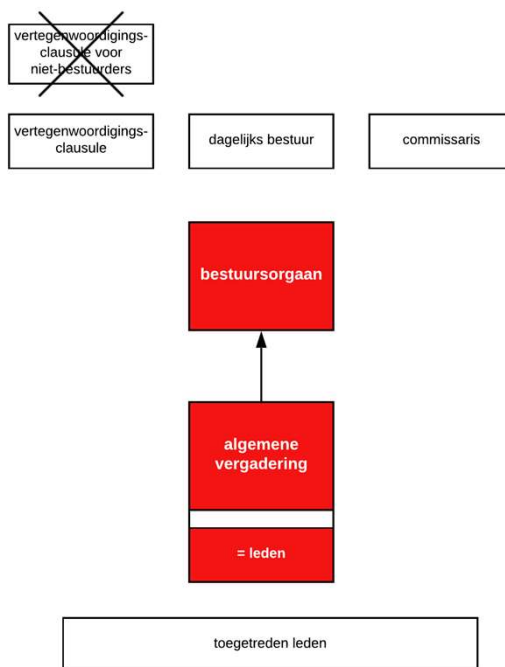 vertegenwoordigings-
clausule voor
niet-bestuurders
vertegenwoordigings-
clausule
dagelijks bestuur
commissaris
bestuursorgaan
algemene
vergadering
= leden
toegetreden leden